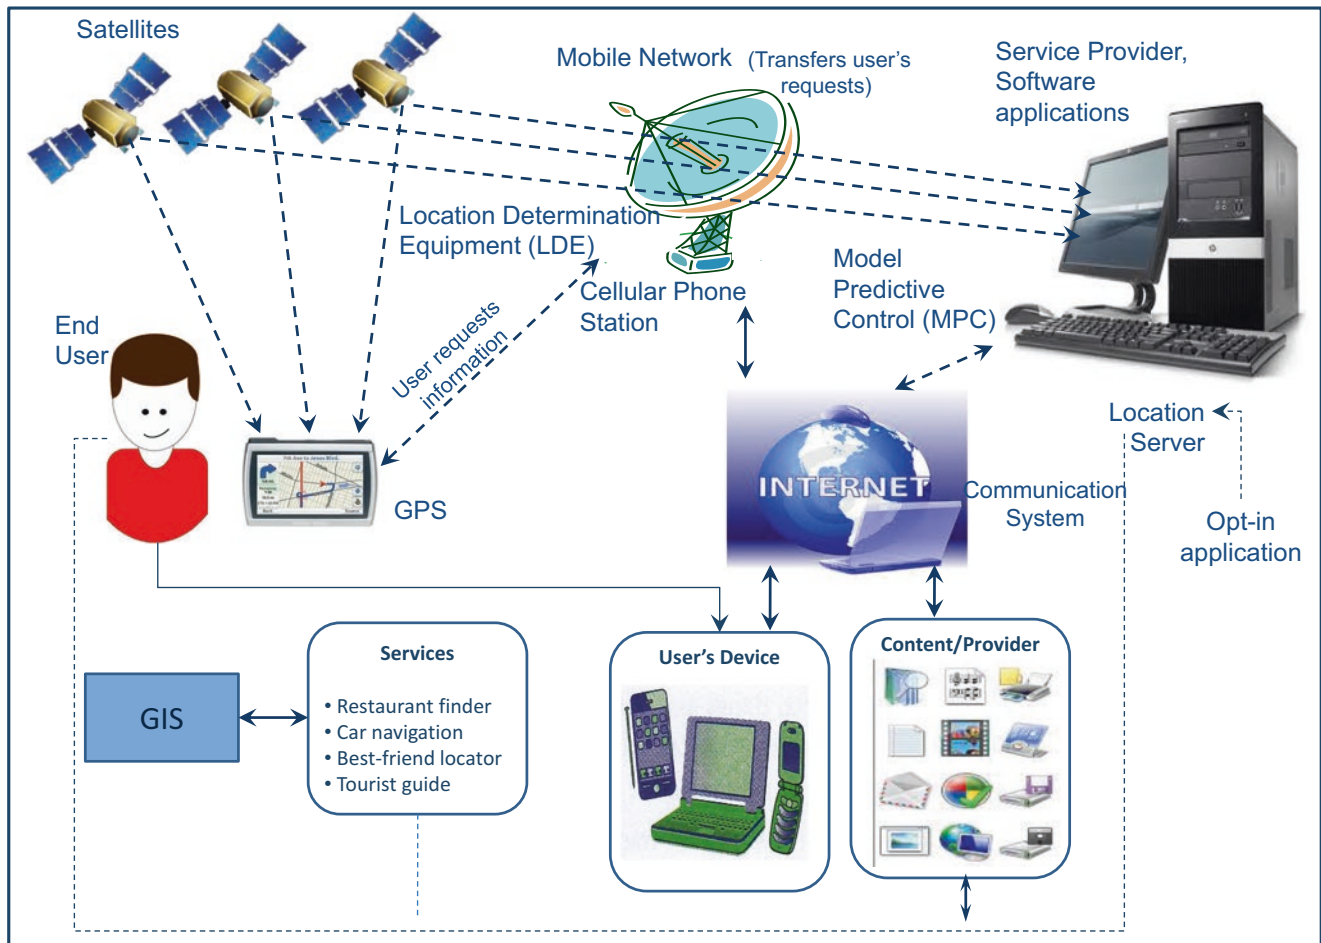 Satellites
Mobile Network (Transfers user's
requests)
Service Provider,
Software
applications
Location Determination
Equipment (LDE)
Cellular Phone
Station
Model
Predictive
Control (MPC)
End
User
User requests
information
GPS
INTERNET
Communication
System
Location
Server
Opt-in
application
Services
• Restaurant finder
• Car navigation
• Best-friend locator
• Tourist guide
GIS
User's Device
Content/Provider